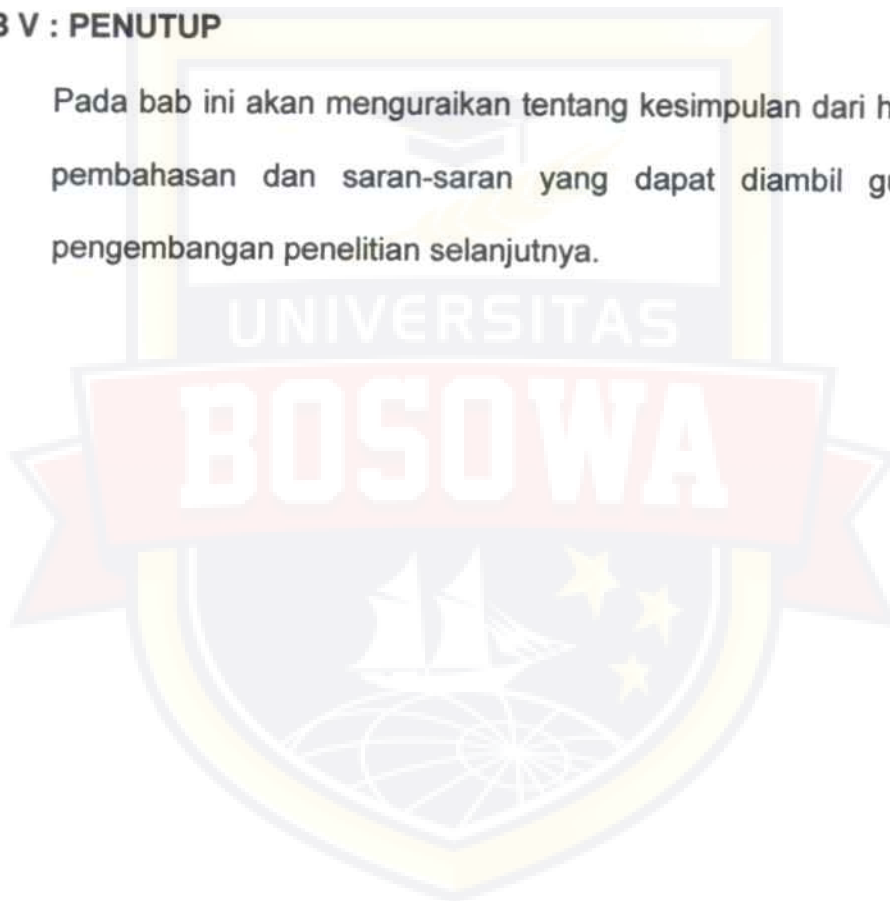 B V : PENUTUP
Pada bab ini akan menguraikan tentang kesimpulan dari h
pembahasan dan saran-saran yang dapat diambil gu
pengembangan penelitian selanjutnya.
UNIVERSITAS
BOSOWA